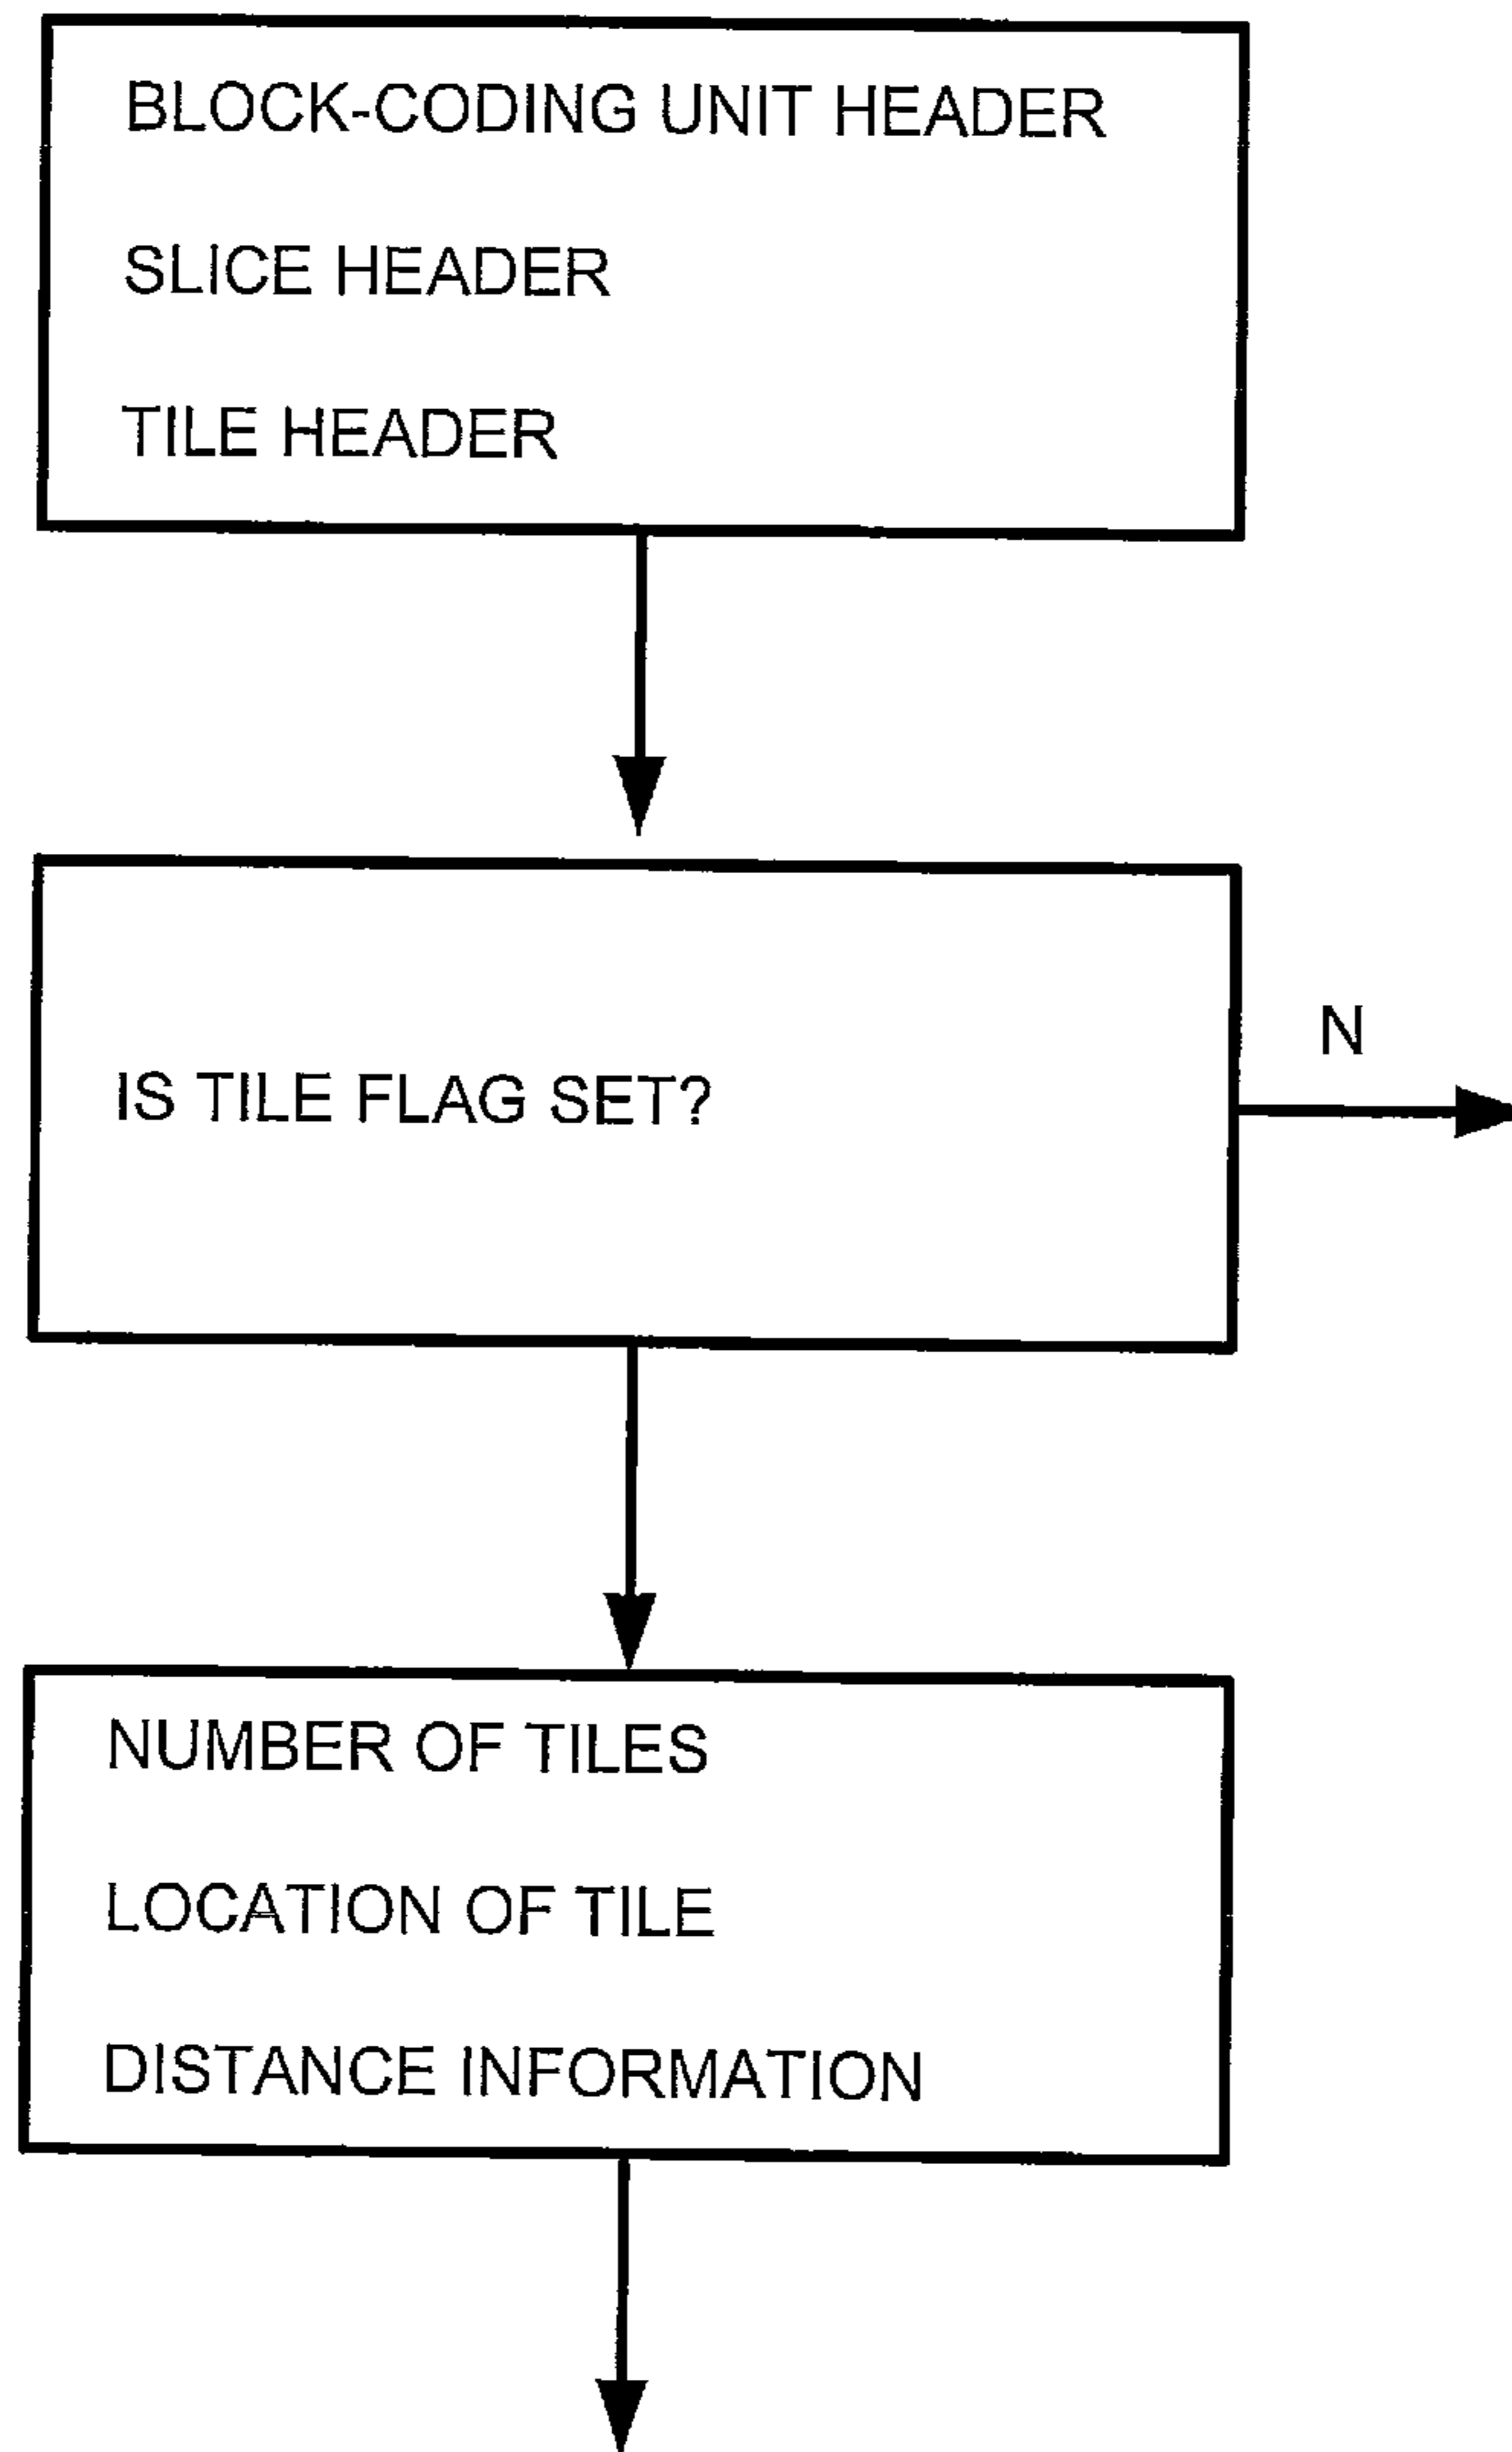 BLOCK-CODING UNIT HEADER
SLICE HEADER
TILE HEADER
IS TILE FLAG SET?
N
NUMBER OF TILES
LOCATION OF TILE
DISTANCE INFORMATION